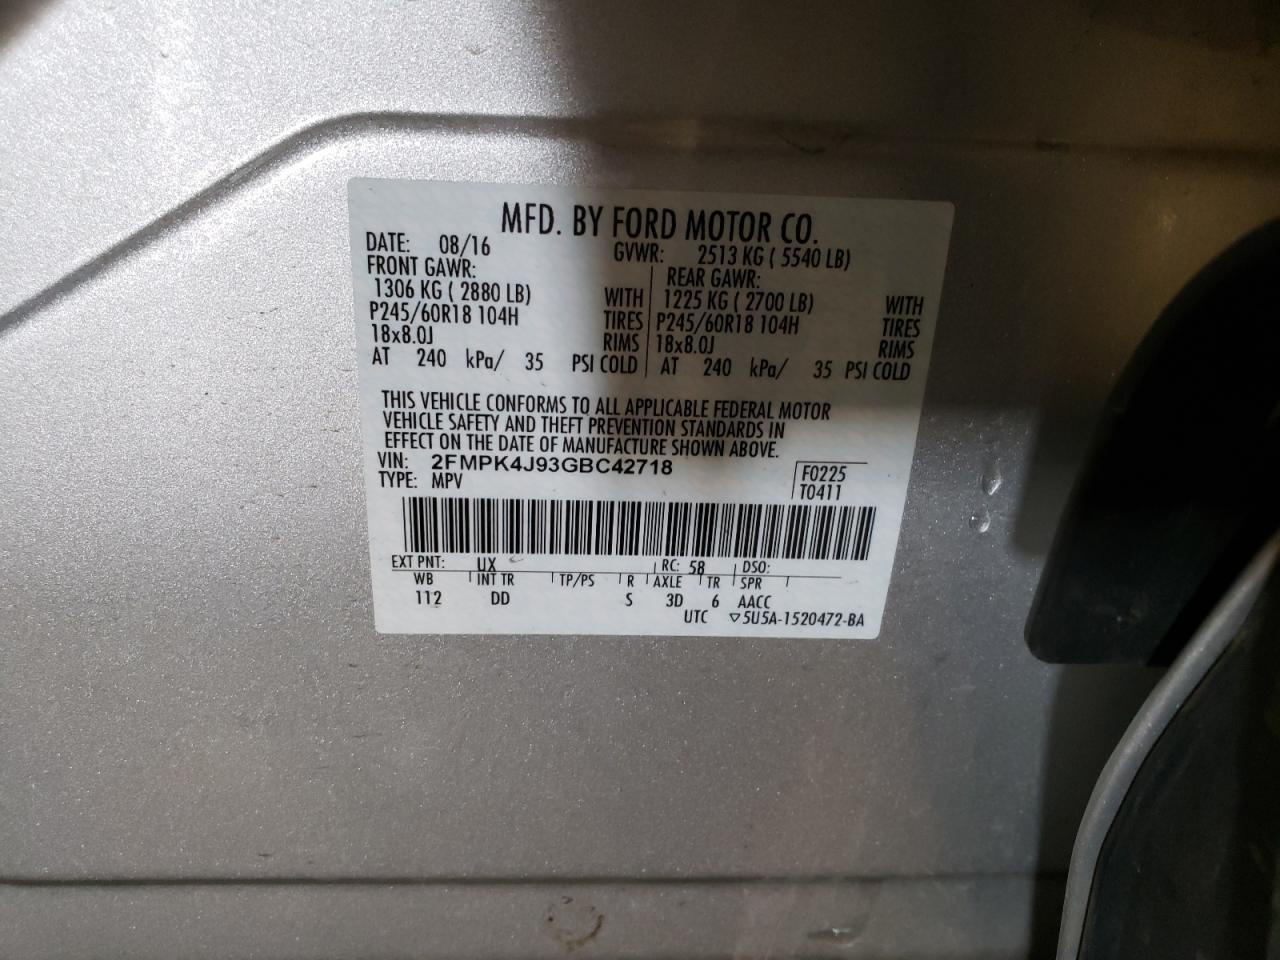 MFD. BY FORD MOTOR CO.
DATE: 08/16 GVWR: 2513 KG ( 5540 LB)
FRONT GAWR: REAR GAWR:
1306 KG ( 2880 LB) WITH 1225 KG ( 2700 LB) WITH
P245/60R18 104H TIRES P245/60R18 104H TIRES
18x8.0J RIMS 18x8.0J RIMS
AT 240 kPa/ 35 PSI COLD AT 240 kPa/ 35 PSI COLD
THIS VEHICLE CONFORMS TO ALL APPLICABLE FEDERAL MOTOR
VEHICLE SAFETY AND THEFT PREVENTION STANDARDS IN
EFFECT ON THE DATE OF MANUFACTURE SHOWN ABOVE.
VIN: 2FMPK4J93GBC42718 F0225
TYPE: MPV T0411
EXT PNT: UX RC: 58 DSO:
WB INT TR TP/PS R AXLE TR SPR
112 DD S 3D 6 AACC
UTC ▽5U5A-1520472-BA